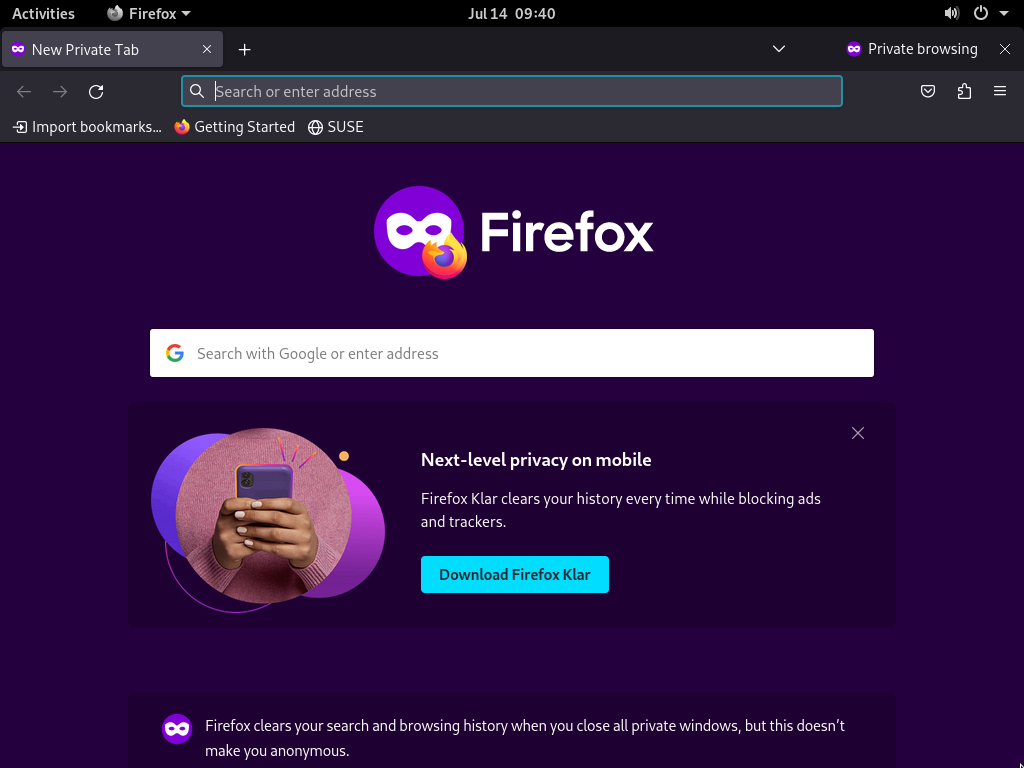 Activities Firefox Jul 14 09:40
New Private Tab Private browsing
Search or enter address
Import bookmarks... Getting Started SUSE
Firefox
Search with Google or enter address
Next-level privacy on mobile
Firefox Klar clears your history every time while blocking ads
and trackers.
Download Firefox Klar
Firefox clears your search and browsing history when you close all private windows, but this doesn’t
make you anonymous.